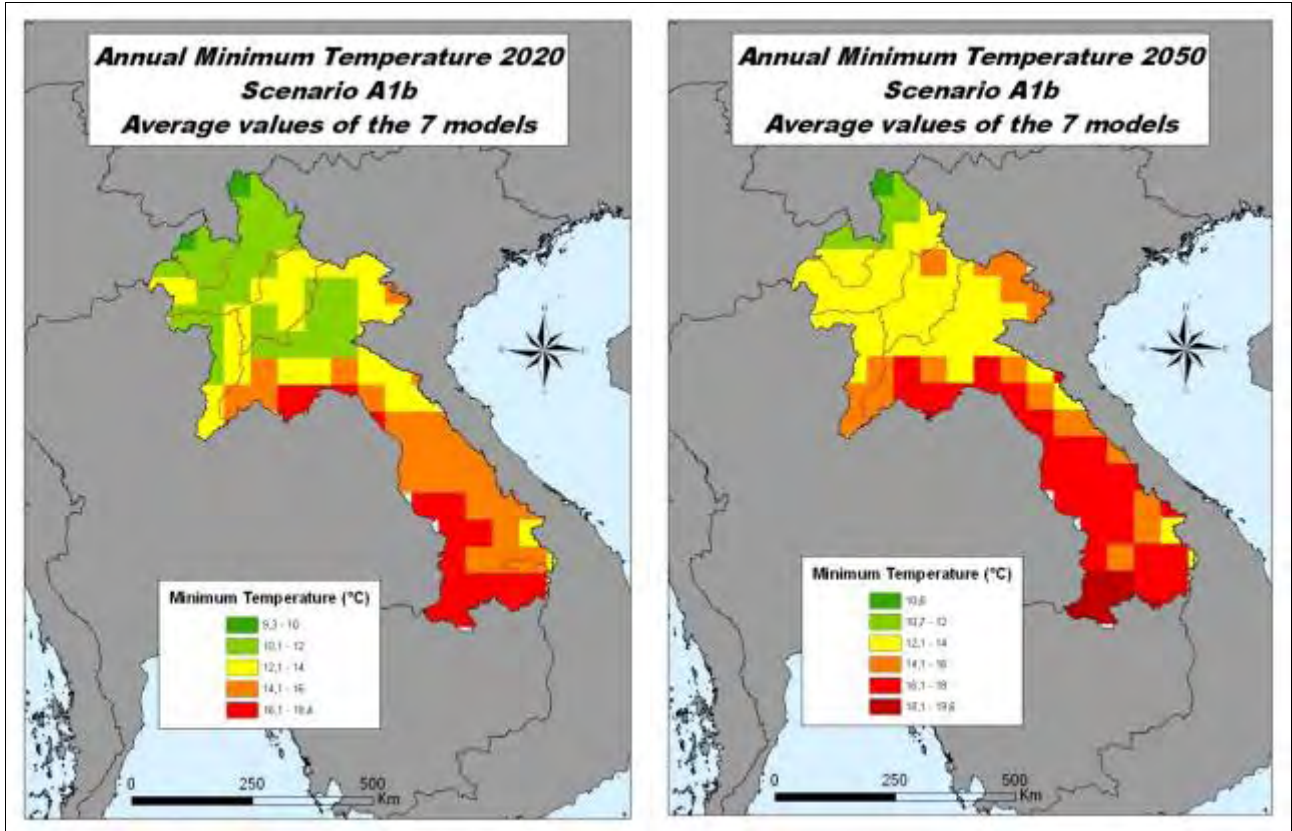 Annual Minimum Temperature 2020
Scenario A1b
Average values of the 7 models
Minimum Temperature (°C)
9,3 - 10
10,1 - 12
12,1 - 14
14,1 - 16
16,1 - 18,6
0 250 500
Km
Annual Minimum Temperature 2050
Scenario A1b
Average values of the 7 models
Minimum Temperature (°C)
10,6
10,7 - 12
12,1 - 14
14,1 - 16
16,1 - 18
18,1 - 19,6
0 250 500
Km